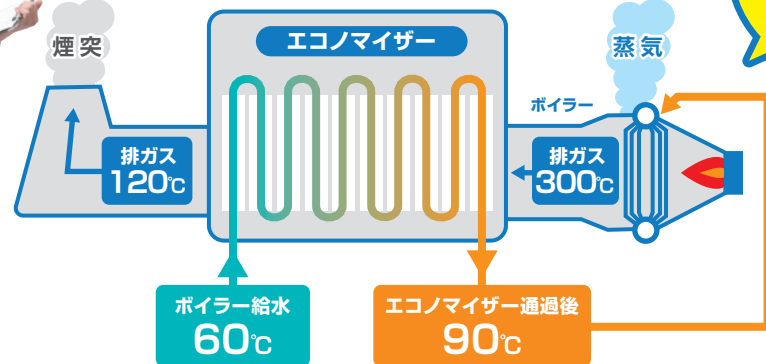 煙突
エコノマイザー
蒸気
ボイラー
排ガス
120℃
排ガス
300℃
ボイラー給水
60℃
エコノマイザー通過後
90℃